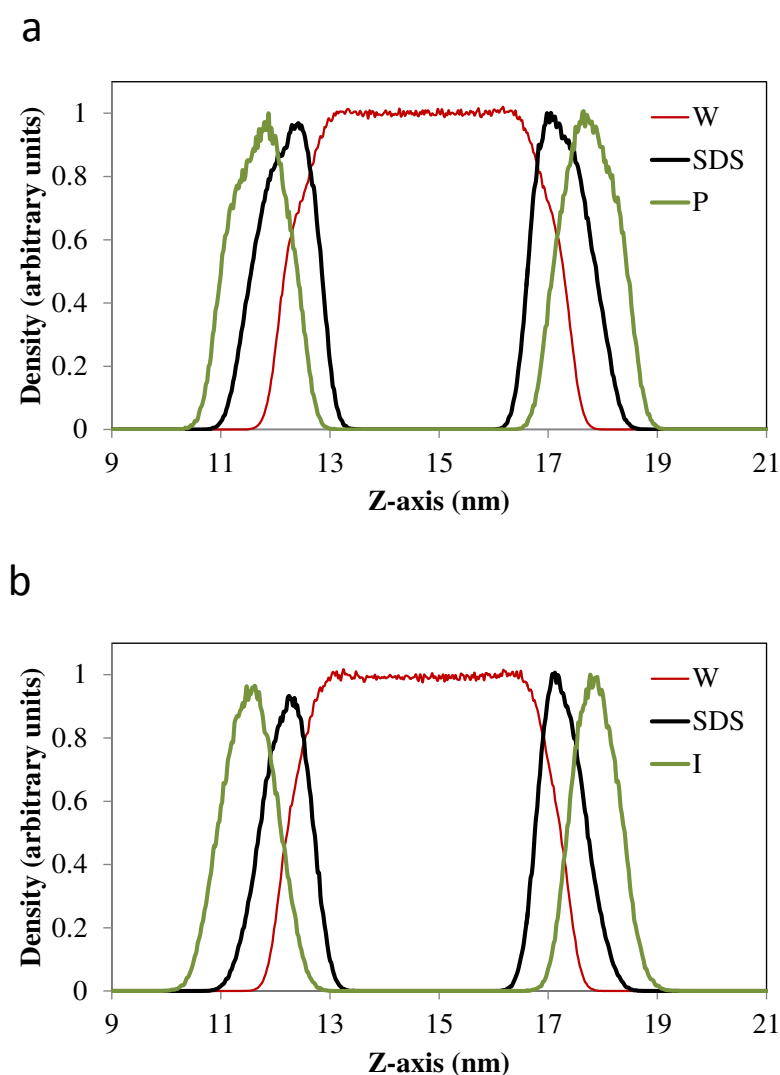 a
Density (arbitrary units)
1
0.8
0.6
0.4
0.2
0
W
SDS
P
9 11 13 15 17 19 21
Z-axis (nm)
b
Density (arbitrary units)
1
0.8
0.6
0.4
0.2
0
W
SDS
I
9 11 13 15 17 19 21
Z-axis (nm)